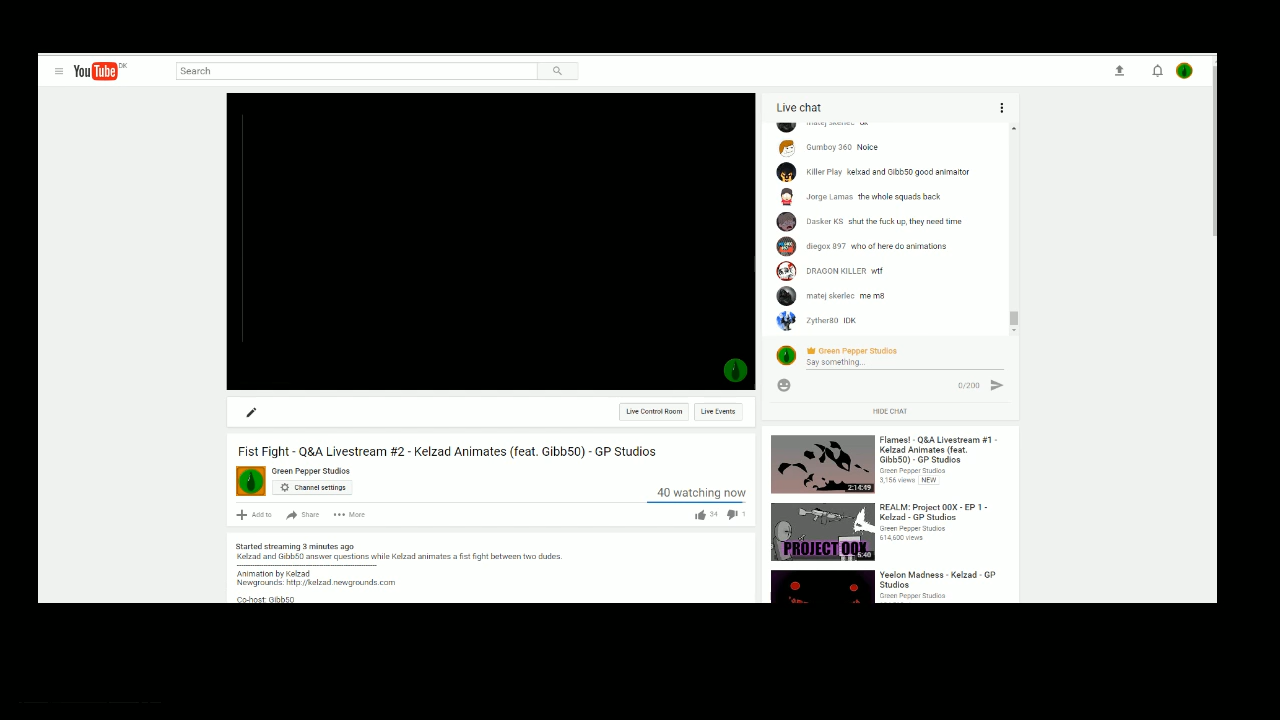 YouTube DK
Search
Live chat
matej skerlec ok
Gumboy 360 Noice
Killer Play kelxad and Gibb50 good animaitor
Jorge Lamas the whole squads back
Dasker KS shut the fuck up, they need time
diegox 897 who of here do animations
DRAGON KILLER wtf
matej skerlec me m8
Zyther80 IDK
Green Pepper Studios
Say something...
0/200
HIDE CHAT
Live Control Room Live Events
Fist Fight - Q&A Livestream #2 - Kelzad Animates (feat. Gibb50) - GP Studios
Green Pepper Studios
Channel settings
40 watching now
Add to Share More 34 1
Started streaming 3 minutes ago
Kelzad and Gibb50 answer questions while Kelzad animates a fist fight between two dudes.
Animation by Kelzad
Newgrounds: http://kelzad.newgrounds.com
Co-host: Gibb50
Flames! - Q&A Livestream #1 -
Kelzad Animates (feat.
Gibb50) - GP Studios
Green Pepper Studios
3,156 views NEW
2:14:49
REALM: Project 00X - EP 1 -
Kelzad - GP Studios
Green Pepper Studios
614,600 views
PROJECT 00X
6:40
Yeelon Madness - Kelzad - GP
Studios
Green Pepper Studios